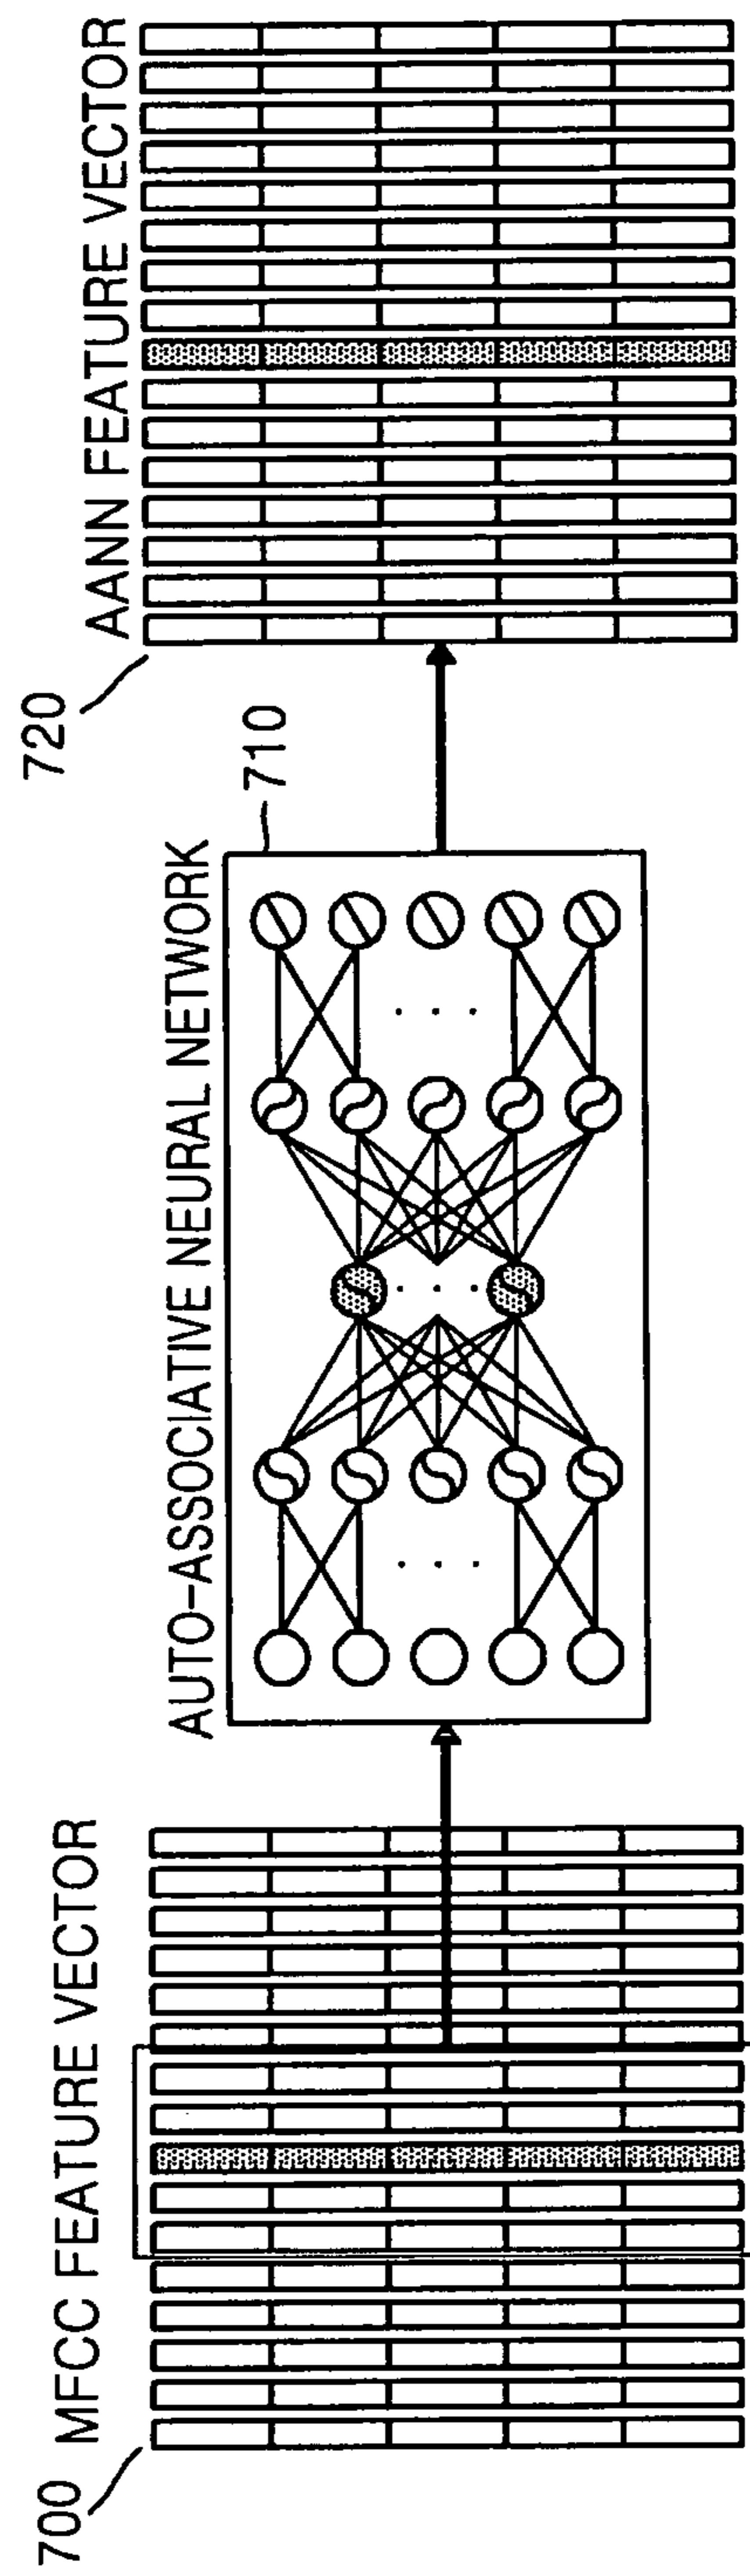 700
MFCC FEATURE VECTOR
AUTO-ASSOCIATIVE NEURAL NETWORK
710
720
AANN FEATURE VECTOR